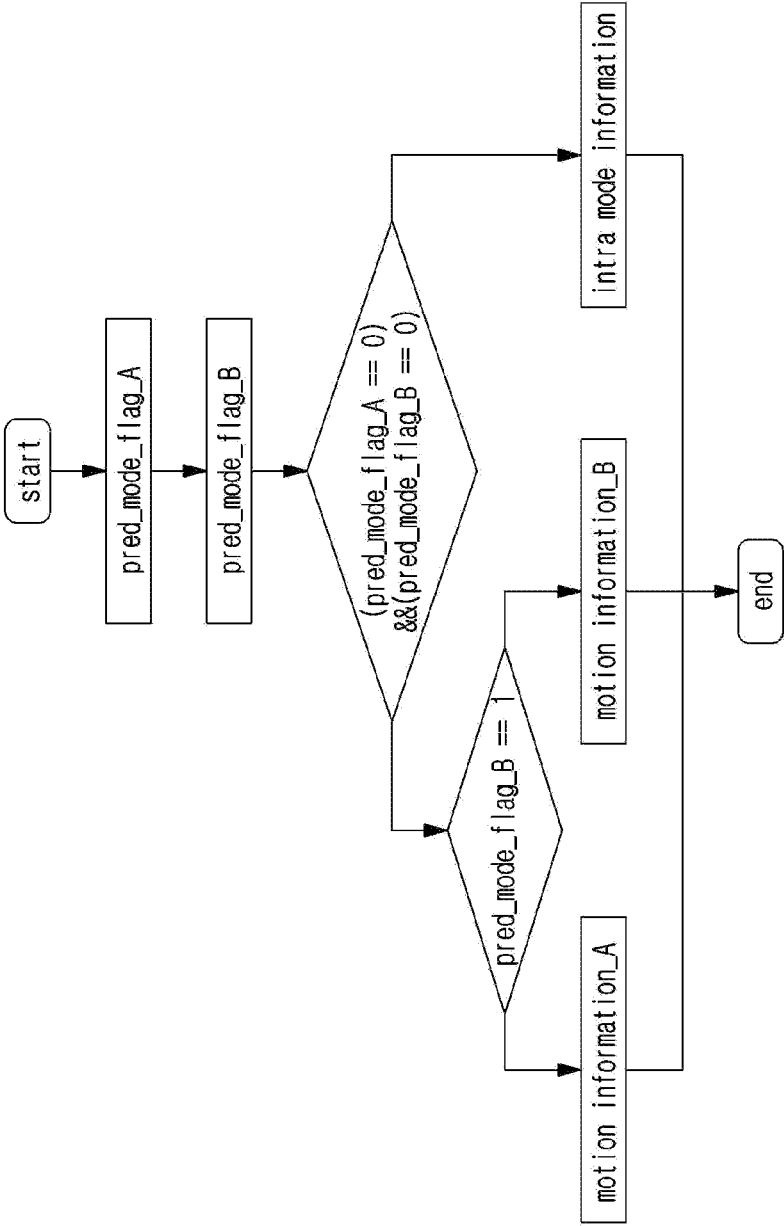 start
pred_mode_flag_A
pred_mode_flag_B
(pred_mode_flag_A == 0)
&&(pred_mode_flag_B == 0)
pred_mode_flag_B == 1
motion information_A
motion information_B
intra mode information
end